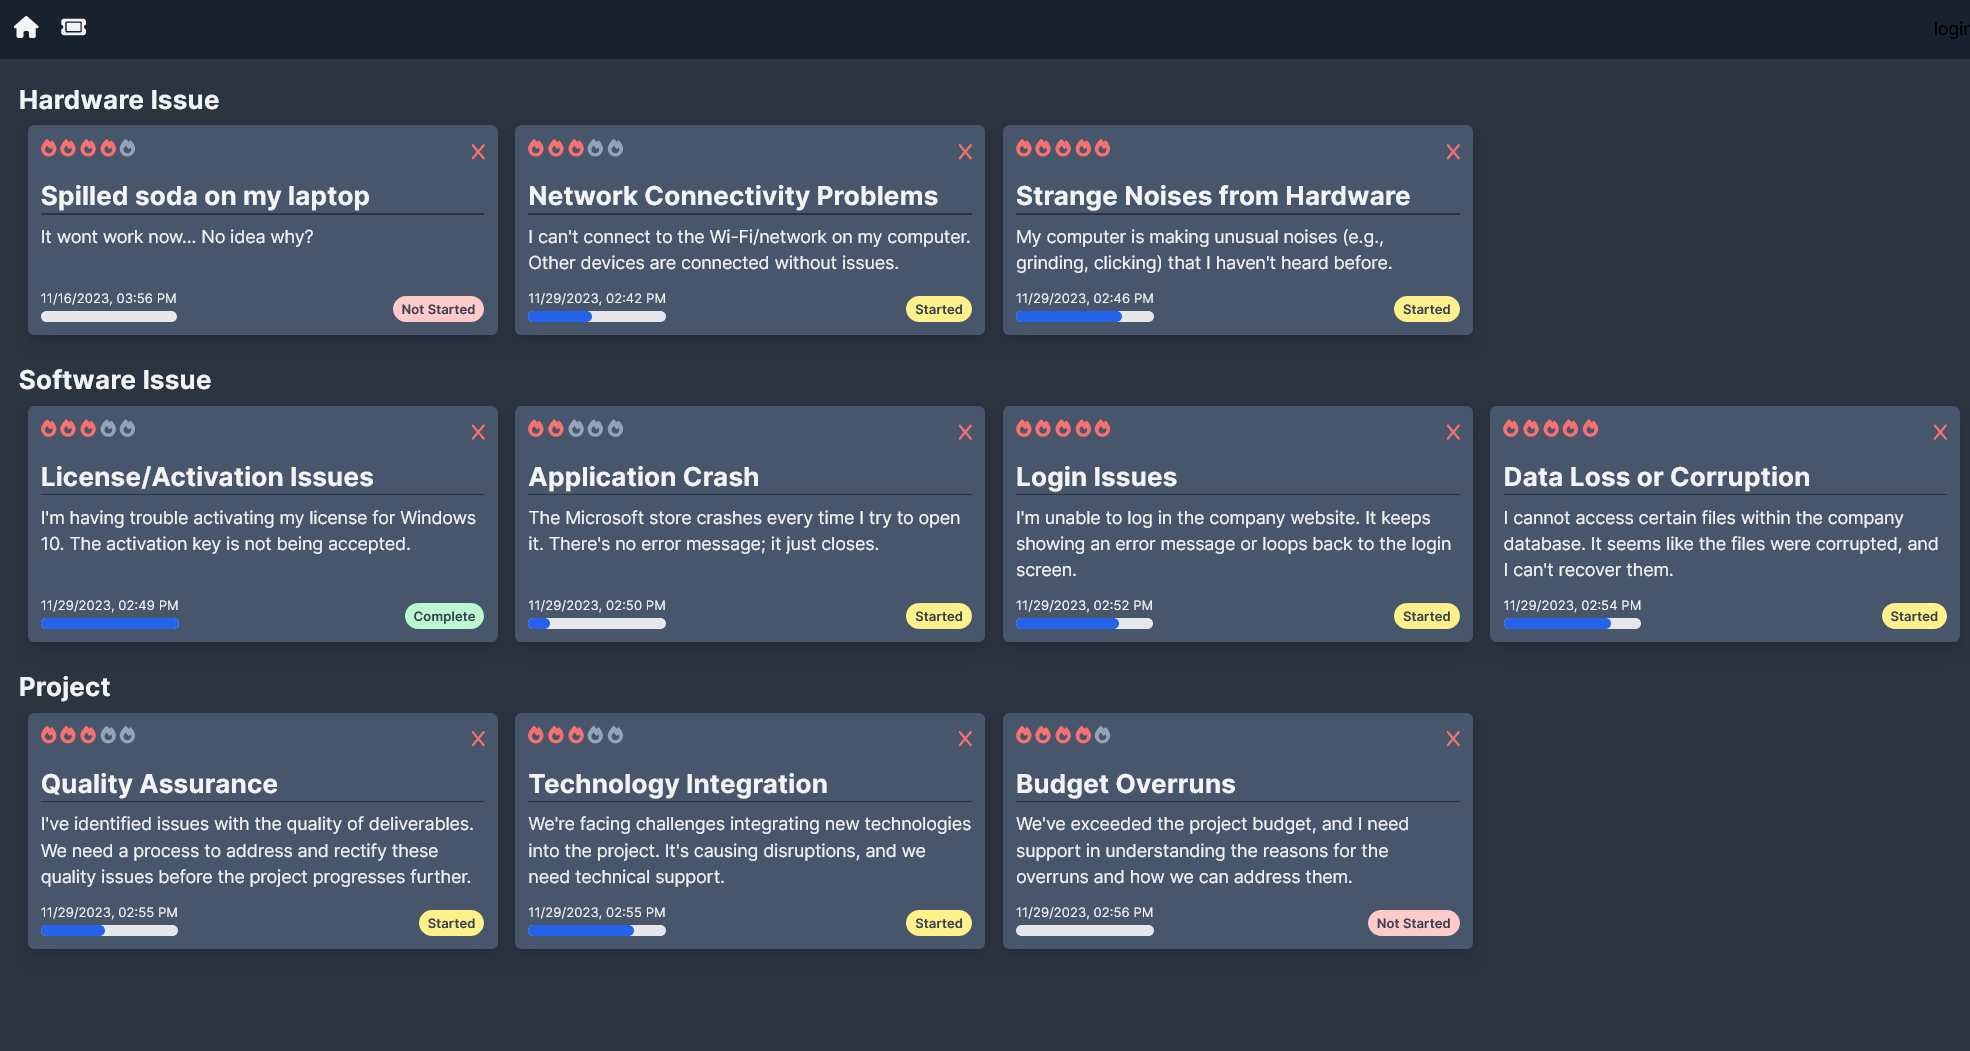 login
Hardware Issue
Spilled soda on my laptop
It wont work now... No idea why?
11/16/2023, 03:56 PM
Not Started
Network Connectivity Problems
I can't connect to the Wi-Fi/network on my computer.
Other devices are connected without issues.
11/29/2023, 02:42 PM
Started
Strange Noises from Hardware
My computer is making unusual noises (e.g.,
grinding, clicking) that I haven't heard before.
11/29/2023, 02:46 PM
Started
Software Issue
License/Activation Issues
I'm having trouble activating my license for Windows
10. The activation key is not being accepted.
11/29/2023, 02:49 PM
Complete
Application Crash
The Microsoft store crashes every time I try to open
it. There's no error message; it just closes.
11/29/2023, 02:50 PM
Started
Login Issues
I'm unable to log in the company website. It keeps
showing an error message or loops back to the login
screen.
11/29/2023, 02:52 PM
Started
Data Loss or Corruption
I cannot access certain files within the company
database. It seems like the files were corrupted, and
I can't recover them.
11/29/2023, 02:54 PM
Started
Project
Quality Assurance
I've identified issues with the quality of deliverables.
We need a process to address and rectify these
quality issues before the project progresses further.
11/29/2023, 02:55 PM
Started
Technology Integration
We're facing challenges integrating new technologies
into the project. It's causing disruptions, and we
need technical support.
11/29/2023, 02:55 PM
Started
Budget Overruns
We've exceeded the project budget, and I need
support in understanding the reasons for the
overruns and how we can address them.
11/29/2023, 02:56 PM
Not Started